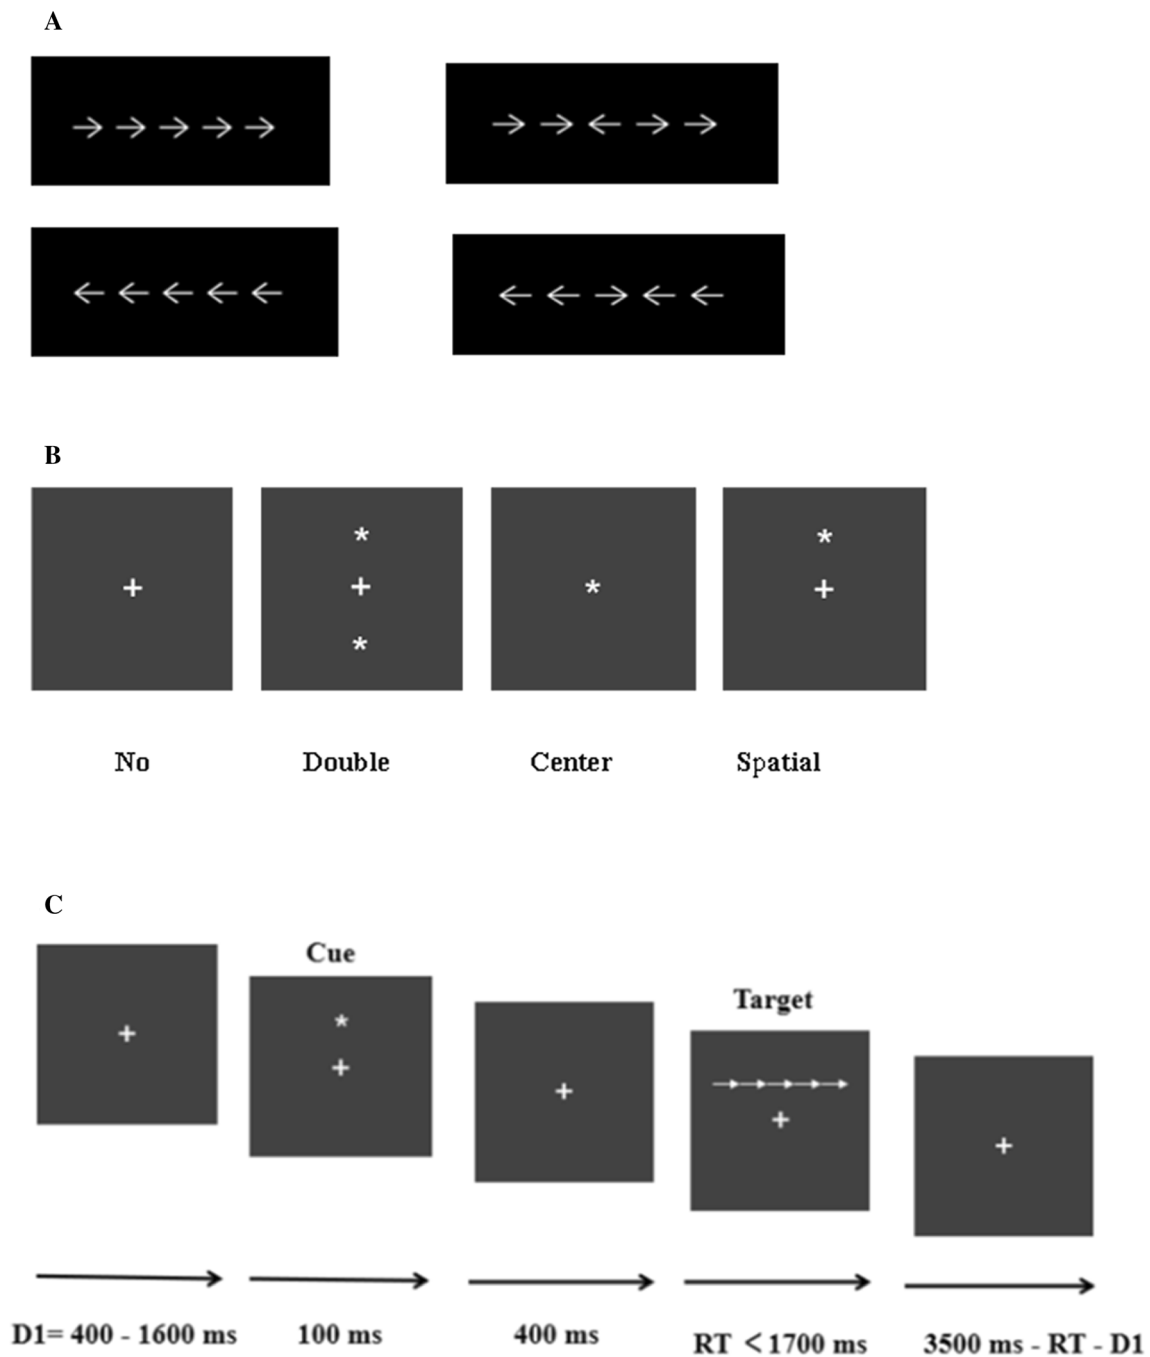 A
→ → → → →
→ → ← → →
← ← ← ← ←
← ← → ← ←
B
+
*
+
*
*
*
+
No Double Center Spatial
C
Cue
Target
+
*
+
+
+
+
D1= 400 - 1600 ms 100 ms 400 ms RT < 1700 ms 3500 ms - RT - D1